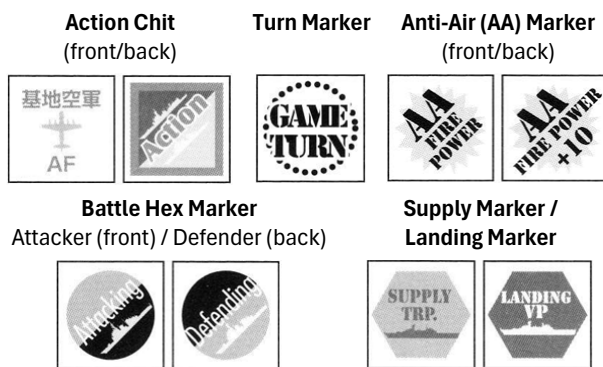 Action Chit
(front/back)
Turn Marker
Anti-Air (AA) Marker
(front/back)
基地空軍
AF
Action
GAME
TURN
AA
FIRE
POWER
AA
FIRE POWER
+10
Battle Hex Marker
Attacker (front) / Defender (back)
Supply Marker /
Landing Marker
Attacking
Defending
SUPPLY
TRP.
LANDING
VP